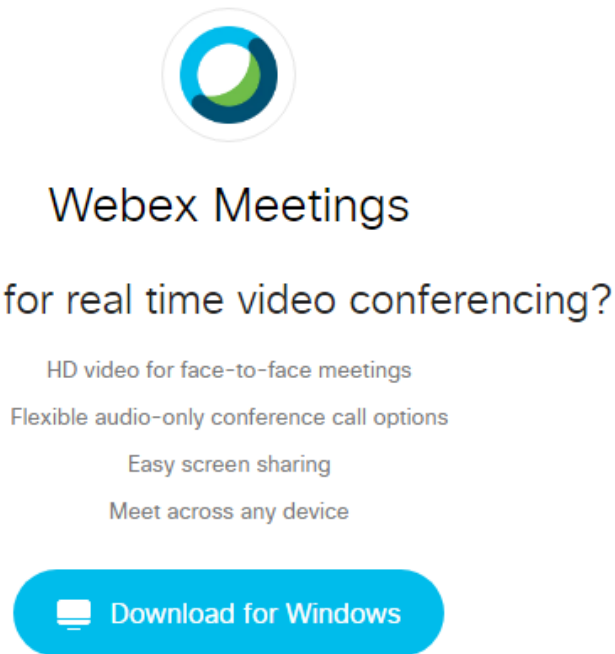 Webex Meetings
for real time video conferencing?
HD video for face-to-face meetings
Flexible audio-only conference call options
Easy screen sharing
Meet across any device
Download for Windows